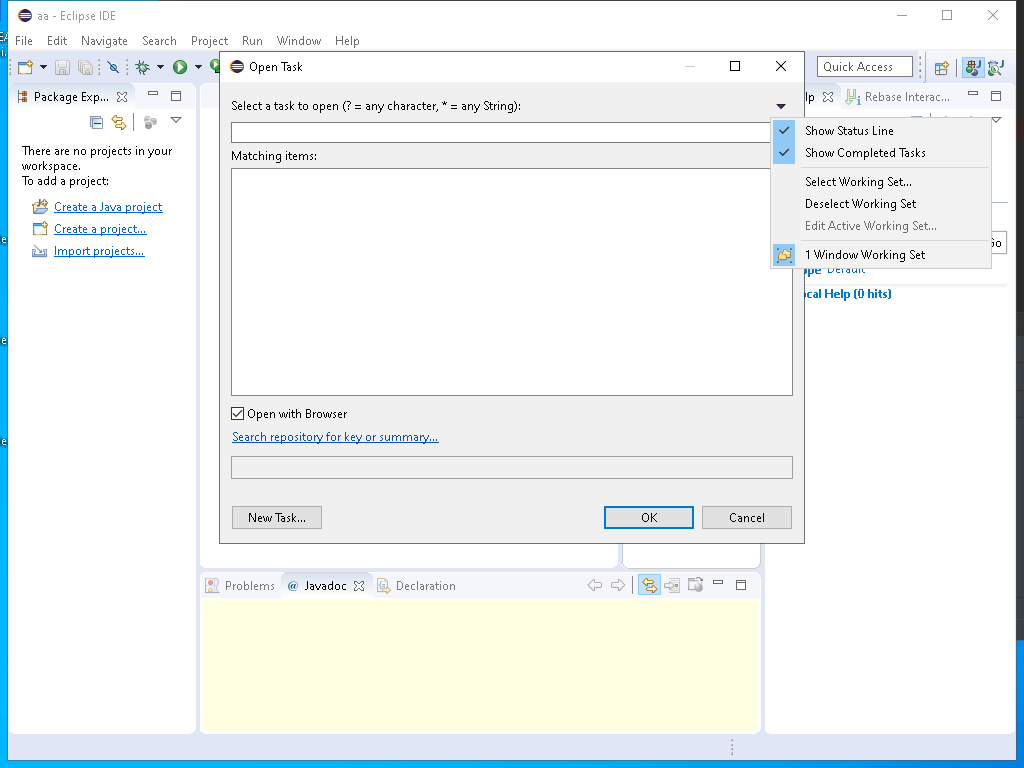 aa - Eclipse IDE
File Edit Navigate Search Project Run Window Help
Quick Access
Package Exp...
There are no projects in your
workspace.
To add a project:
Create a Java project
Create a project...
Import projects...
Open Task
Select a task to open (? = any character, * = any String):
Matching items:
Open with Browser
Search repository for key or summary...
New Task...
OK
Cancel
Rebase Interac...
Show Status Line
Show Completed Tasks
Select Working Set...
Deselect Working Set
Edit Active Working Set...
1 Window Working Set
Default
cal Help (0 hits)
Problems
@ Javadoc
Declaration